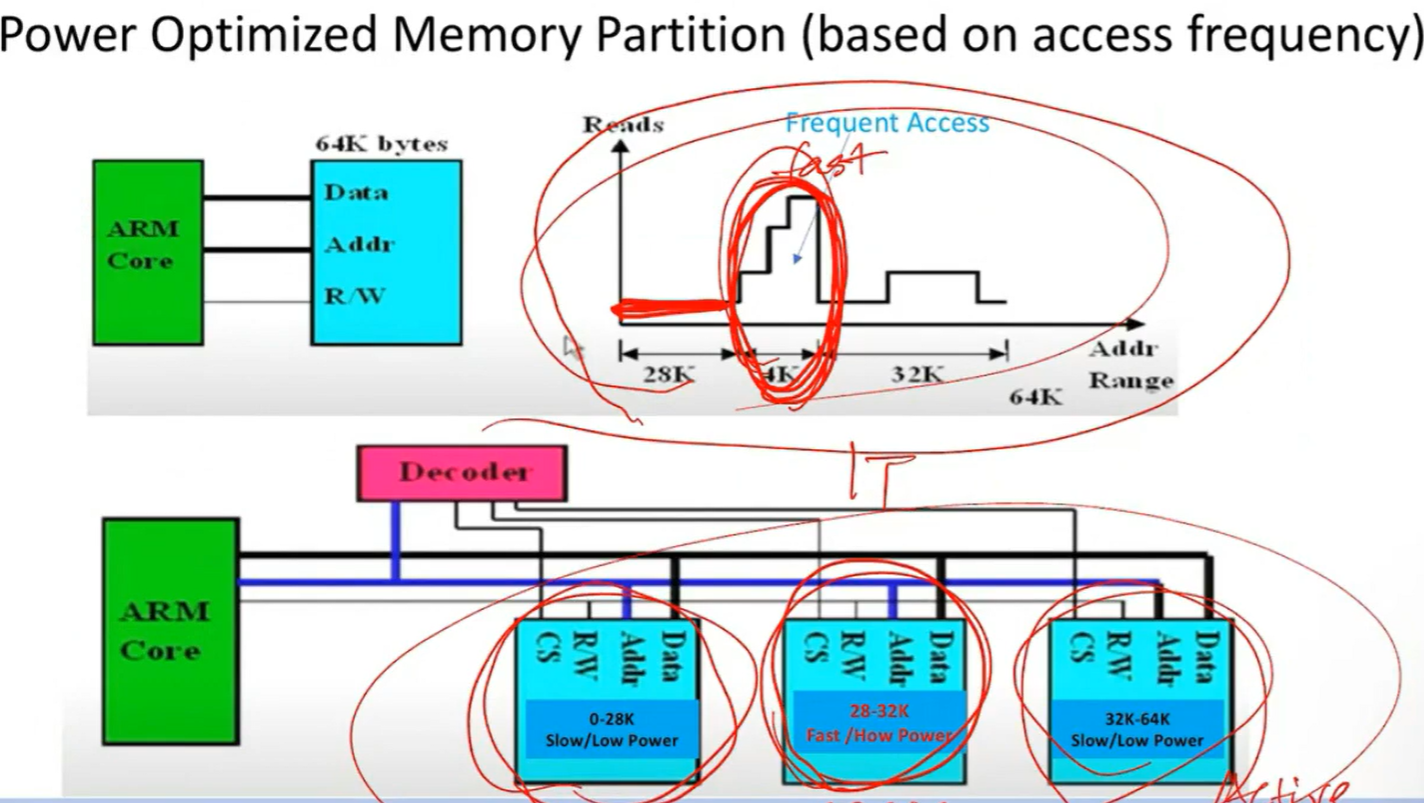 Power Optimized Memory Partition (based on access frequency)
64K bytes
ARM
Core
Data
Addr
R/W
Reads
Frequent Access
fast
28K
4K
32K
64K
Addr
Range
Decoder
ARM
Core
CS
R/W
Addr
Data
0-28K
Slow/Low Power
CS
R/W
Addr
Data
28-32K
Fast /How Power
CS
R/W
Addr
Data
32K-64K
Slow/Low Power
Active